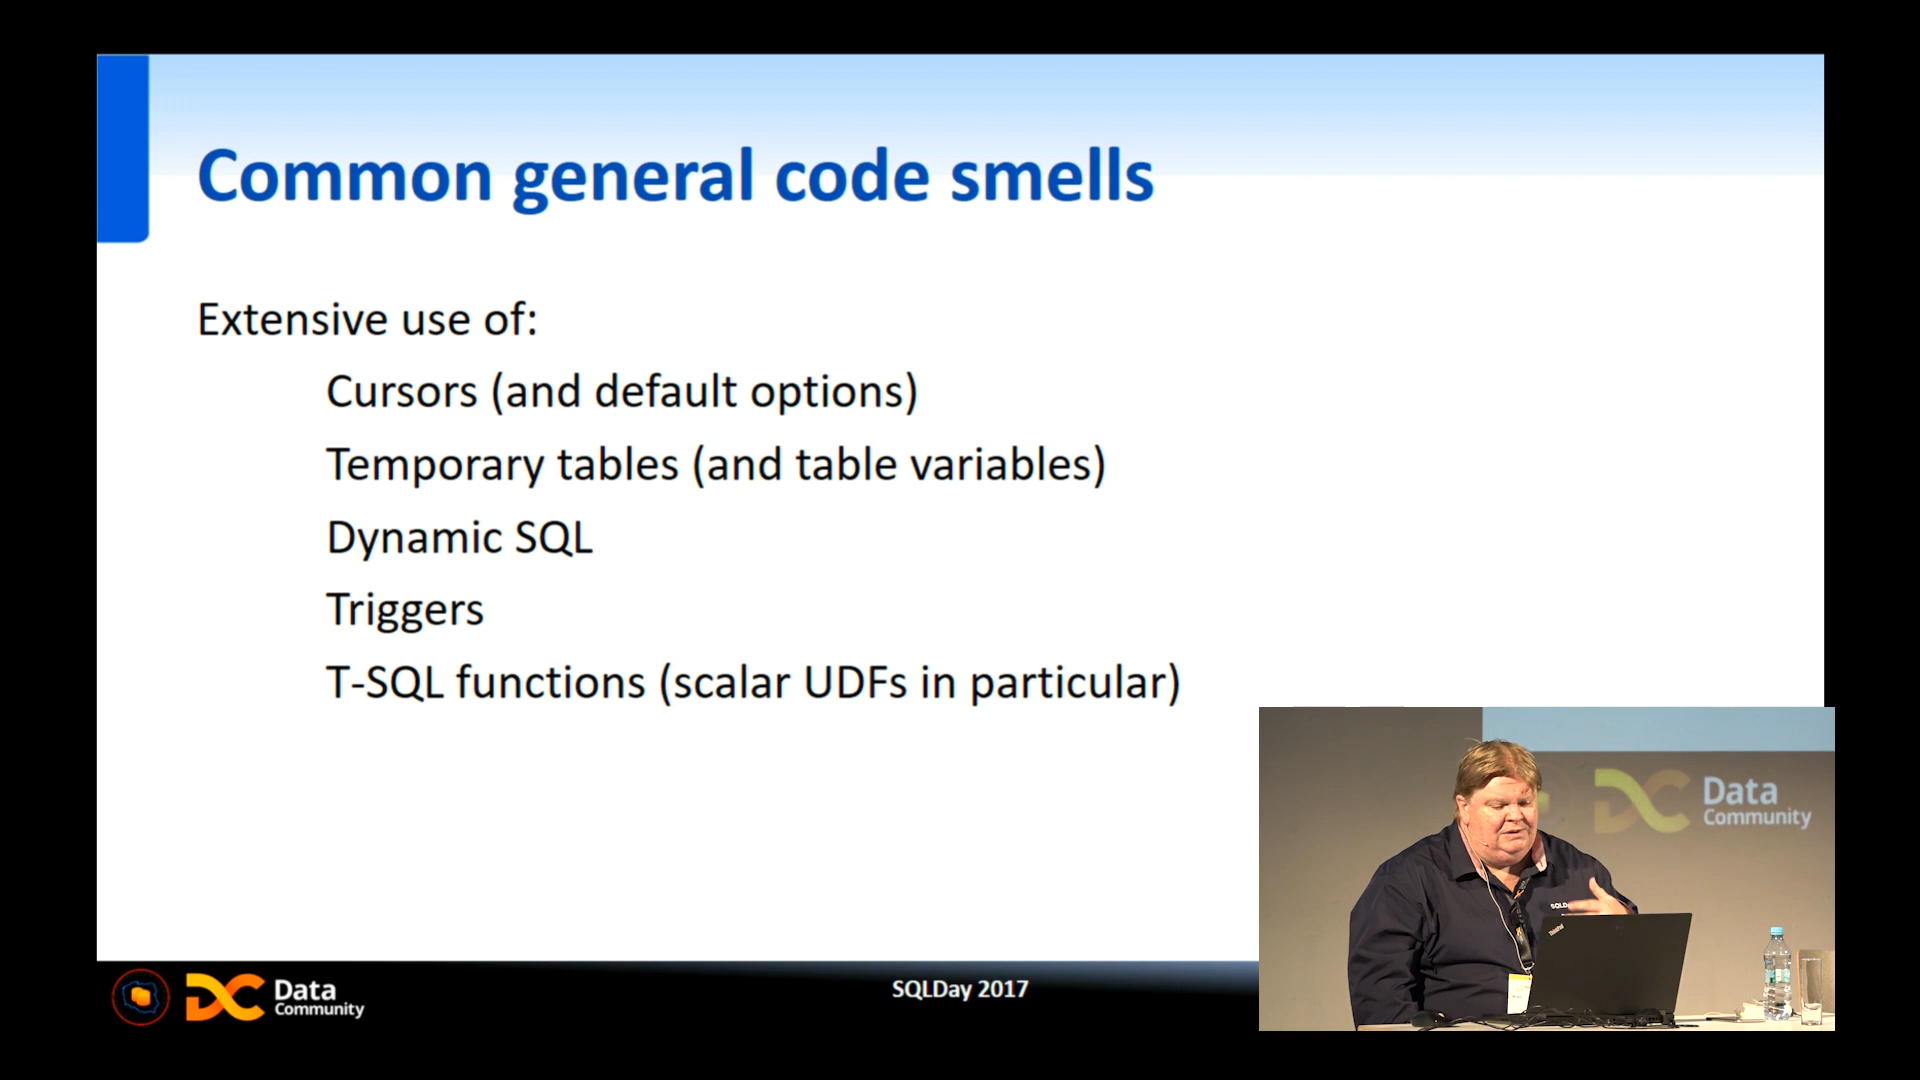 Common general code smells
Extensive use of:
Cursors (and default options)
Temporary tables (and table variables)
Dynamic SQL
Triggers
T-SQL functions (scalar UDFs in particular)
Data
Community
ThinkPad
Data
Community
SQLDay 2017